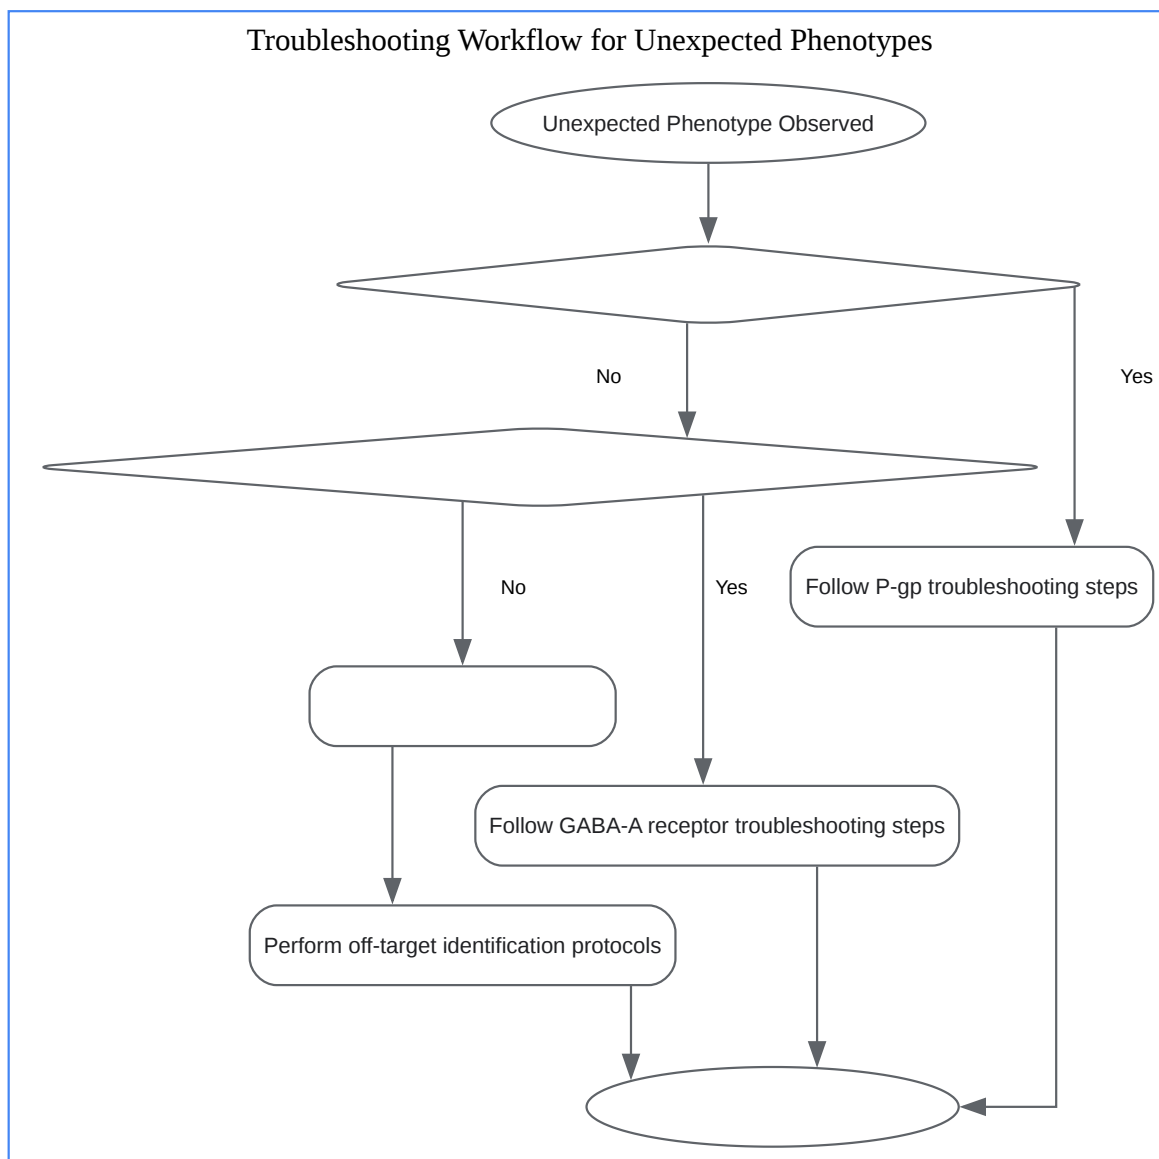 Troubleshooting Workflow for Unexpected Phenotypes
Unexpected Phenotype Observed
No
Yes
No
Yes
Follow P-gp troubleshooting steps
Follow GABA-A receptor troubleshooting steps
Perform off-target identification protocols